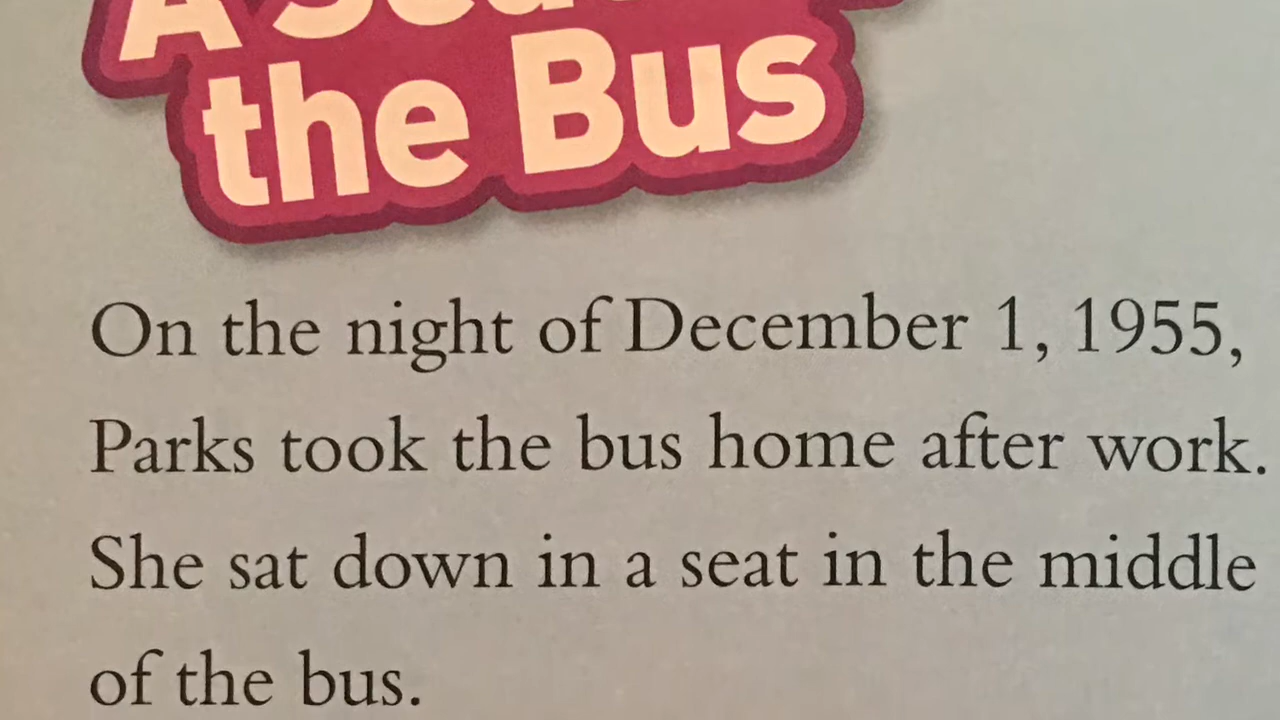 A Seat
the Bus
On the night of December 1, 1955,
Parks took the bus home after work.
She sat down in a seat in the middle
of the bus.